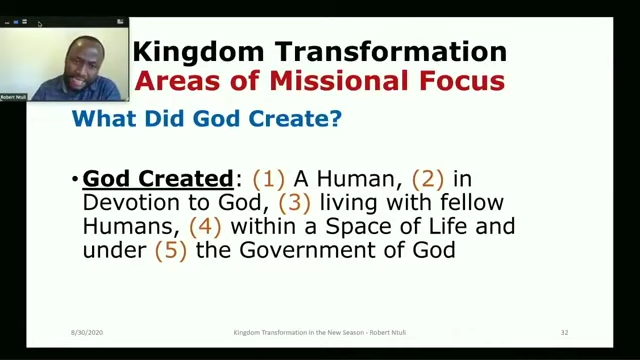 Kingdom Transformation
Areas of Missional Focus
Robert Ntuli
What Did God Create?
• God Created: (1) A Human, (2) in
Devotion to God, (3) living with fellow
Humans, (4) within a Space of Life and
under (5) the Government of God
8/30/2020 Kingdom Transformation in the New Season - Robert Ntuli 32